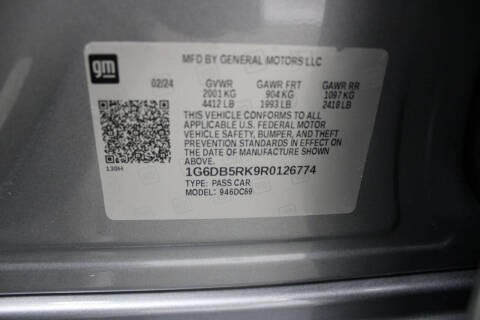 gm
MFD BY GENERAL MOTORS LLC
02/24 GVWR GAWR FRT GAWR RR
2001 KG 904 KG 1097 KG
4412 LB 1993 LB 2418 LB
THIS VEHICLE CONFORMS TO ALL
APPLICABLE U.S. FEDERAL MOTOR
VEHICLE SAFETY, BUMPER, AND THEFT
PREVENTION STANDARDS IN EFFECT ON THE
DATE OF MANUFACTURE SHOWN ABOVE.
138H
1G6DB5RK9R0126774
TYPE: PASS CAR
MODEL: 946DC69